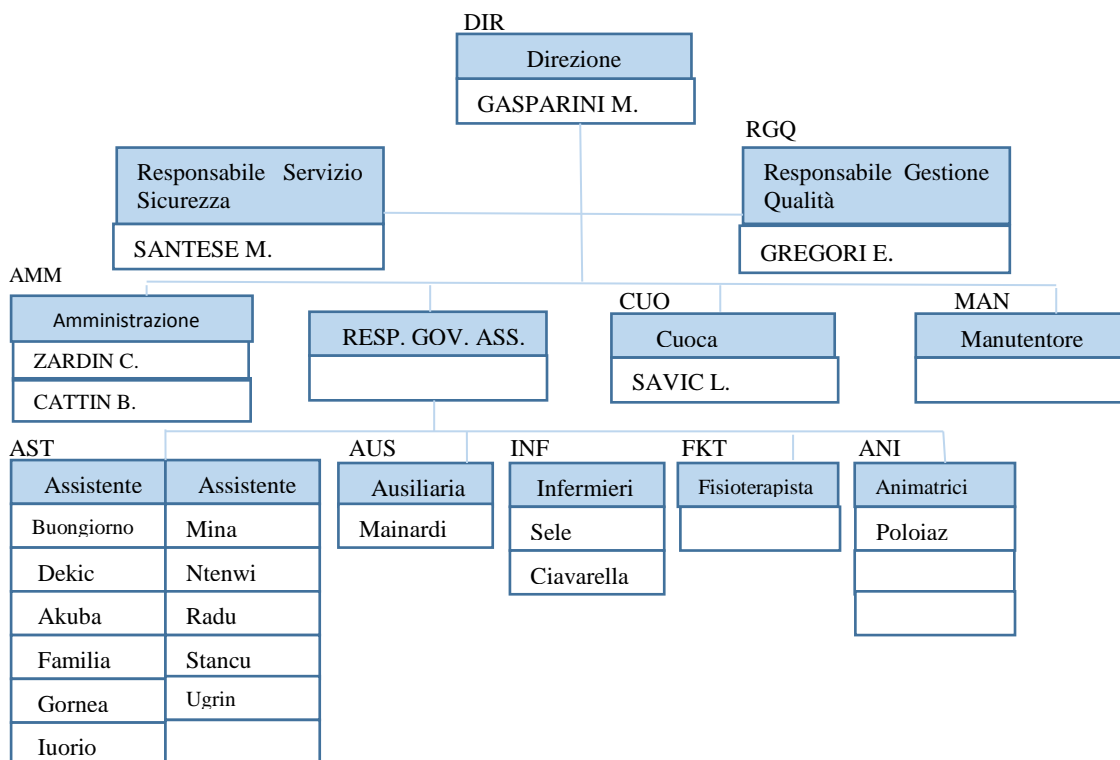 DIR
Direzione
GASPARINI M.
RGQ
Responsabile Servizio
Sicurezza
SANTESE M.
Responsabile Gestione
Qualità
GREGORI E.
AMM
Amministrazione
ZARDIN C.
CATTIN B.
RESP. GOV. ASS.
CUO
Cuoca
SAVIC L.
MAN
Manutentore
AST
Assistente
Buongiorno
Dekic
Akuba
Familia
Gornea
Iuorio
Assistente
Mina
Ntenwi
Radu
Stancu
Ugrin
AUS
Ausiliaria
Mainardi
INF
Infermieri
Sele
Ciavarella
FKT
Fisioterapista
ANI
Animatrici
Poloiaz